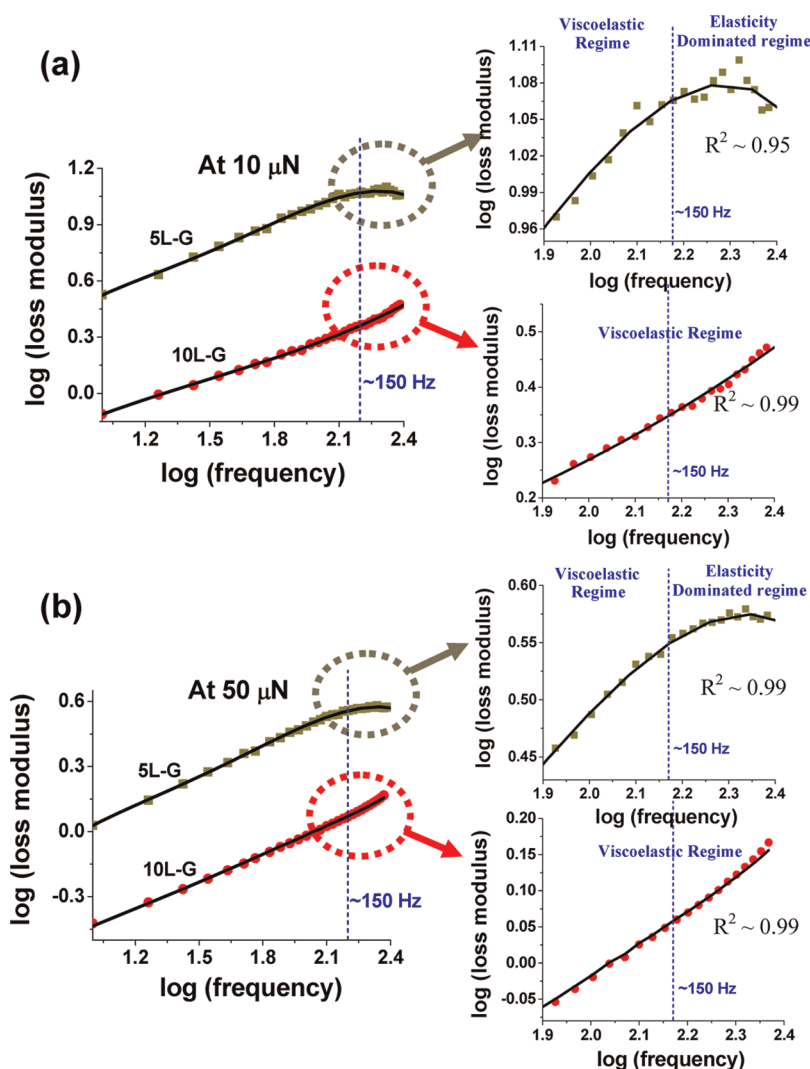 (a)
At 10 μN
5L-G
10L-G
~150 Hz
log (loss modulus)
1.2
0.9
0.6
0.3
0.0
1.2 1.5 1.8 2.1 2.4
log (frequency)
Viscoelastic
Regime
Elasticity
Dominated regime
R² ~ 0.95
~150 Hz
log (loss modulus)
1.11
1.08
1.05
1.02
0.99
0.96
1.9 2.0 2.1 2.2 2.3 2.4
log (frequency)
Viscoelastic Regime
R² ~ 0.99
~150 Hz
log (loss modulus)
0.5
0.4
0.3
0.2
1.9 2.0 2.1 2.2 2.3 2.4
log (frequency)
(b)
At 50 μN
5L-G
10L-G
~150 Hz
log (loss modulus)
0.6
0.3
0.0
-0.3
1.2 1.5 1.8 2.1 2.4
log (frequency)
Viscoelastic
Regime
Elasticity
Dominated regime
R² ~ 0.99
~150 Hz
log (loss modulus)
0.60
0.55
0.50
0.45
1.9 2.0 2.1 2.2 2.3 2.4
log (frequency)
Viscoelastic Regime
R² ~ 0.99
~150 Hz
log (loss modulus)
0.20
0.15
0.10
0.05
0.00
-0.05
1.9 2.0 2.1 2.2 2.3 2.4
log (frequency)